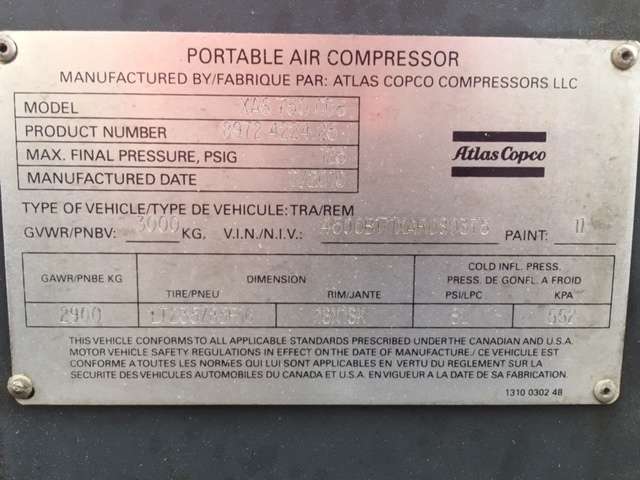 PORTABLE AIR COMPRESSOR
MANUFACTURED BY/FABRIQUE PAR: ATLAS COPCO COMPRESSORS LLC
MODEL
PRODUCT NUMBER
MAX. FINAL PRESSURE, PSIG
MANUFACTURED DATE
Atlas Copco
TYPE OF VEHICLE/TYPE DE VEHICULE: TRA/REM
GVWR/PNBV: 3000 KG. V.I.N./N.I.V.: PAINT: 11
GAWR/PNBE KG DIMENSION COLD INFL. PRESS.
PRESS. DE GONFL. A FROID
TIRE/PNEU RIM/JANTE PSI/LPC KPA
2900 552
THIS VEHICLE CONFORMS TO ALL APPLICABLE STANDARDS PRESCRIBED UNDER THE CANADIAN AND U.S.A.
MOTOR VEHICLE SAFETY REGULATIONS IN EFFECT ON THE DATE OF MANUFACTURE./ CE VEHICULE EST
CONFORME A TOUTES LES NORMES QUI LUI SONT APPLICABLES EN VERTU DU REGLEMENT SUR LA
SECURITE DES VEHICULES AUTOMOBILES DU CANADA ET U.S.A. EN VIGUEUR A LA DATE DE SA FABRICATION.
1310 0302 48